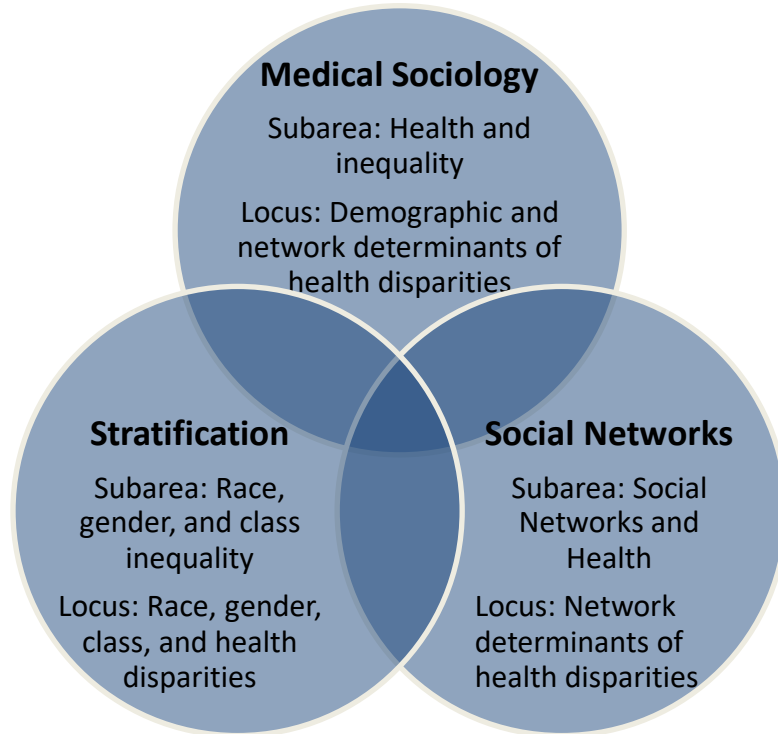 Medical Sociology
Subarea: Health and
inequality
Locus: Demographic and
network determinants of
health disparities
Stratification
Subarea: Race,
gender, and class
inequality
Locus: Race, gender,
class, and health
disparities
Social Networks
Subarea: Social
Networks and
Health
Locus: Network
determinants of
health disparities